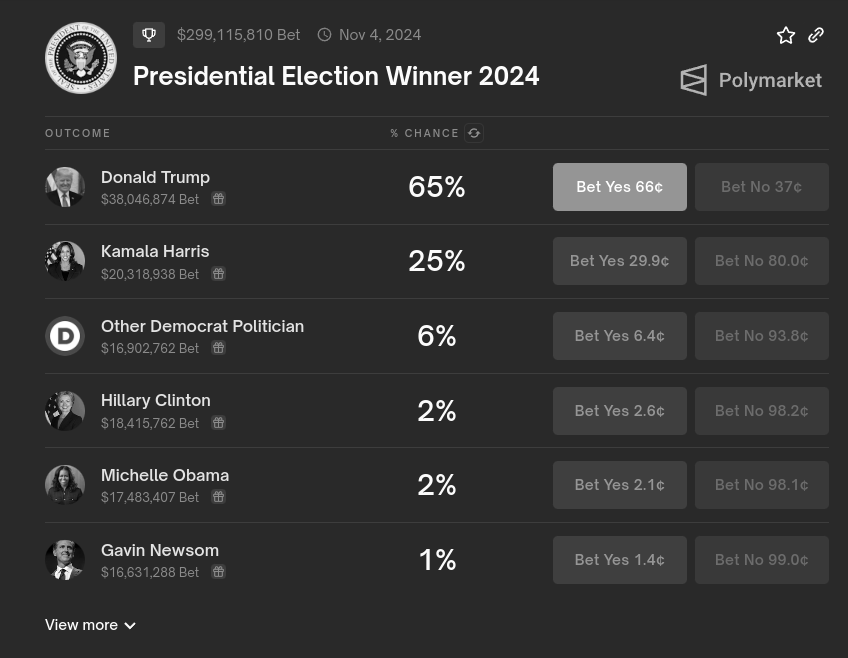 $299,115,810 Bet Nov 4, 2024
Presidential Election Winner 2024
Polymarket
OUTCOME % CHANCE
Donald Trump
$38,046,874 Bet
65%
Bet Yes 66¢ Bet No 37¢
Kamala Harris
$20,318,938 Bet
25%
Bet Yes 29.9¢ Bet No 80.0¢
Other Democrat Politician
$16,902,762 Bet
6%
Bet Yes 6.4¢ Bet No 93.8¢
Hillary Clinton
$18,415,762 Bet
2%
Bet Yes 2.6¢ Bet No 98.2¢
Michelle Obama
$17,483,407 Bet
2%
Bet Yes 2.1¢ Bet No 98.1¢
Gavin Newsom
$16,631,288 Bet
1%
Bet Yes 1.4¢ Bet No 99.0¢
View more